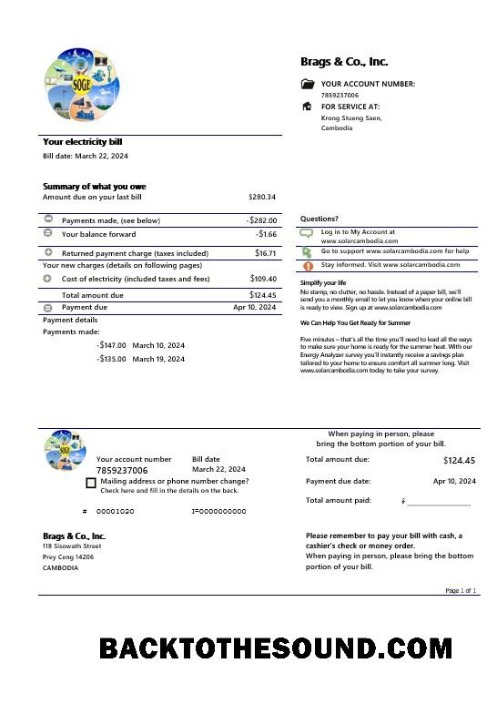 SOGE
Brags & Co., Inc.
YOUR ACCOUNT NUMBER:
7859237006
FOR SERVICE AT:
Krong Stueng Saen,
Cambodia
Your electricity bill
Bill date: March 22, 2024
Summary of what you owe
Amount due on your last bill $280.34
Payments made, (see below) -$282.00
Your balance forward -$1.66
Returned payment charge (taxes included) $16.71
Your new charges (details on following pages)
Cost of electricity (included taxes and fees) $109.40
Total amount due $124.45
Payment due Apr 10, 2024
Payment details
Payments made:
-$147.00 March 10, 2024
-$135.00 March 19, 2024
Questions?
Log in to My Account at
www.solarcambodia.com
Go to support www.solarcambodia.com for help
Stay informed. Visit www.solarcambodia.com
Simplify your life
No stamp, no clutter, no hassle. Instead of a paper bill, we'll
send you a monthly email to let you know when your online bill
is ready to view. Sign up at www.solarcambodia.com
We Can Help You Get Ready for Summer
Five minutes – that's all the time you'll need to lead all the ways
to make sure your home is ready for the summer heat. With our
Energy Analyzer survey you'll instantly receive a savings plan
tailored to your home to ensure comfort all summer long. Visit
www.solarcambodia.com today to take your survey.
Your account number Bill date
7859237006 March 22, 2024
Mailing address or phone number change?
Check here and fill in the details on the back.
# 00001020 I=0000000000
When paying in person, please
bring the bottom portion of your bill.
Total amount due: $124.45
Payment due date: Apr 10, 2024
Total amount paid: $
Brags & Co., Inc.
118 Sisowath Street
Prey Ceng 14206
CAMBODIA
Please remember to pay your bill with cash, a
cashier's check or money order.
When paying in person, please bring the bottom
portion of your bill.
Page 1 of 1
BACKTOTHESOUND.COM